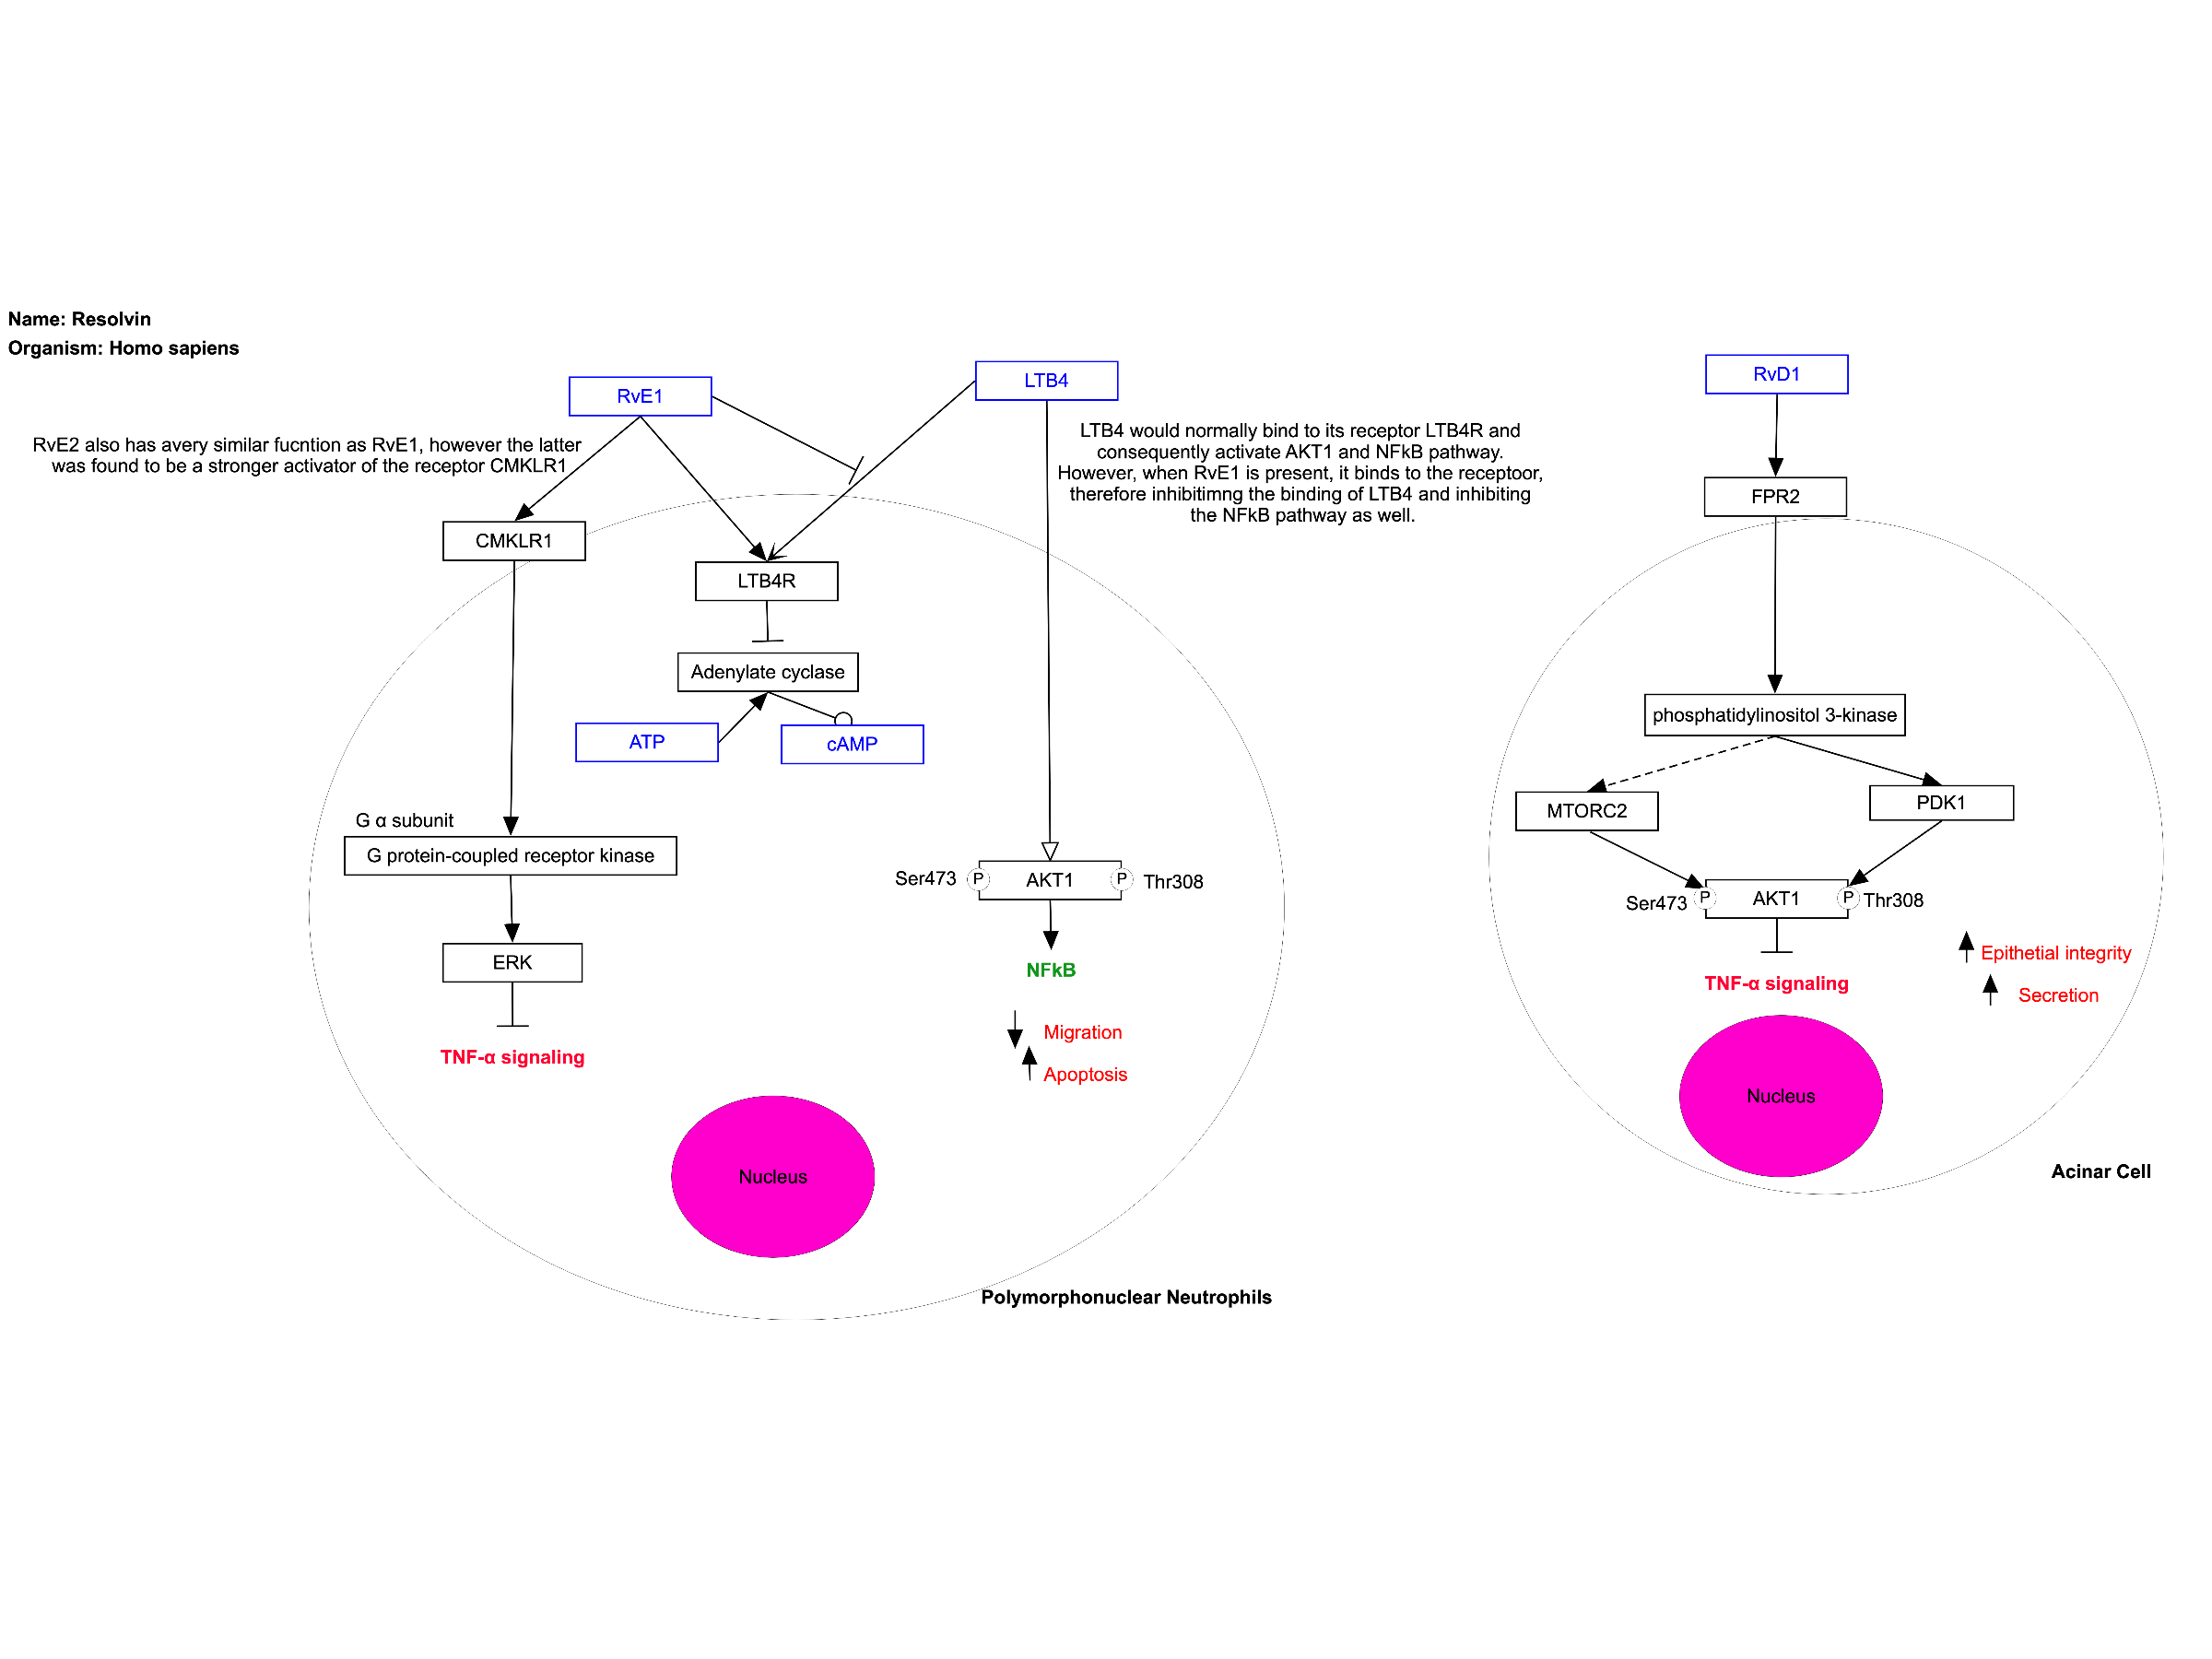 Name: Resolvin
Organism: Homo sapiens
RvE1
LTB4
RvD1
RvE2 also has avery similar fucntion as RvE1, however the latter
was found to be a stronger activator of the receptor CMKLR1
LTB4 would normally bind to its receptor LTB4R and
consequently activate AKT1 and NFkB pathway.
However, when RvE1 is present, it binds to the receptoor,
therefore inhibitimng the binding of LTB4 and inhibiting
the NFkB pathway as well.
FPR2
CMKLR1
LTB4R
Adenylate cyclase
ATP
cAMP
phosphatidylinositol 3-kinase
MTORC2
PDK1
G α subunit
G protein-coupled receptor kinase
Ser473
P
AKT1
P
Thr308
Ser473
P
AKT1
P
Thr308
ERK
NFkB
TNF-α signaling
Epithetial integrity
Secretion
TNF-α signaling
Migration
Apoptosis
Nucleus
Nucleus
Acinar Cell
Polymorphonuclear Neutrophils